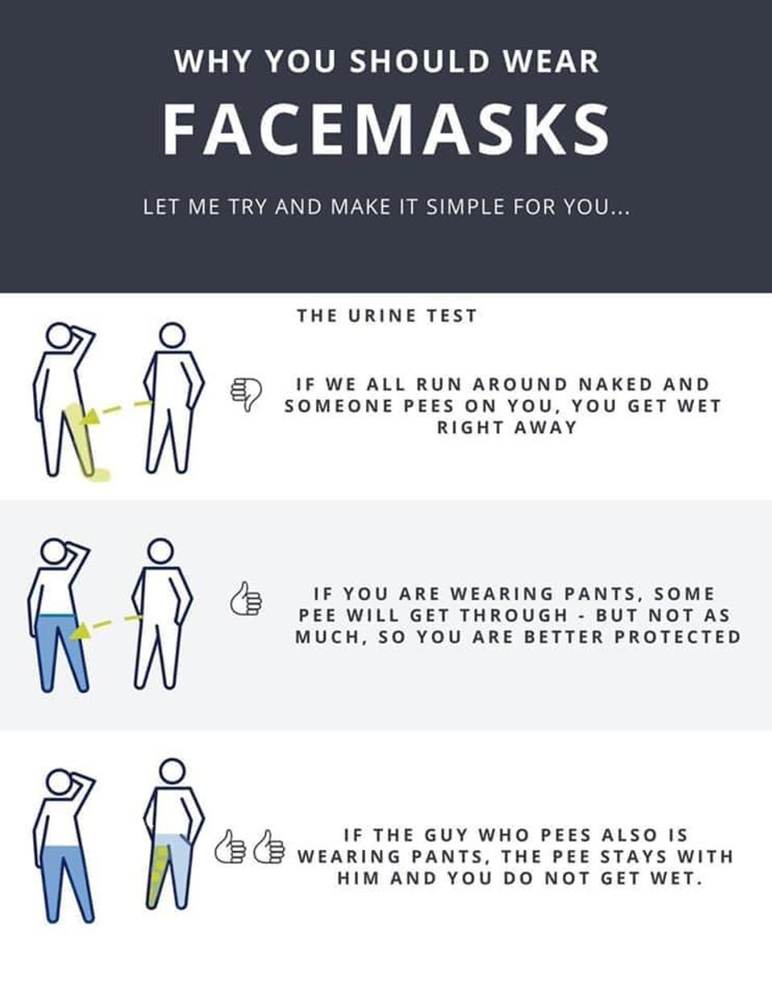 WHY YOU SHOULD WEAR
FACEMASKS
LET ME TRY AND MAKE IT SIMPLE FOR YOU...
THE URINE TEST
IF WE ALL RUN AROUND NAKED AND
SOMEONE PEES ON YOU, YOU GET WET
RIGHT AWAY
IF YOU ARE WEARING PANTS, SOME
PEE WILL GET THROUGH - BUT NOT AS
MUCH, SO YOU ARE BETTER PROTECTED
IF THE GUY WHO PEES ALSO IS
WEARING PANTS, THE PEE STAYS WITH
HIM AND YOU DO NOT GET WET.